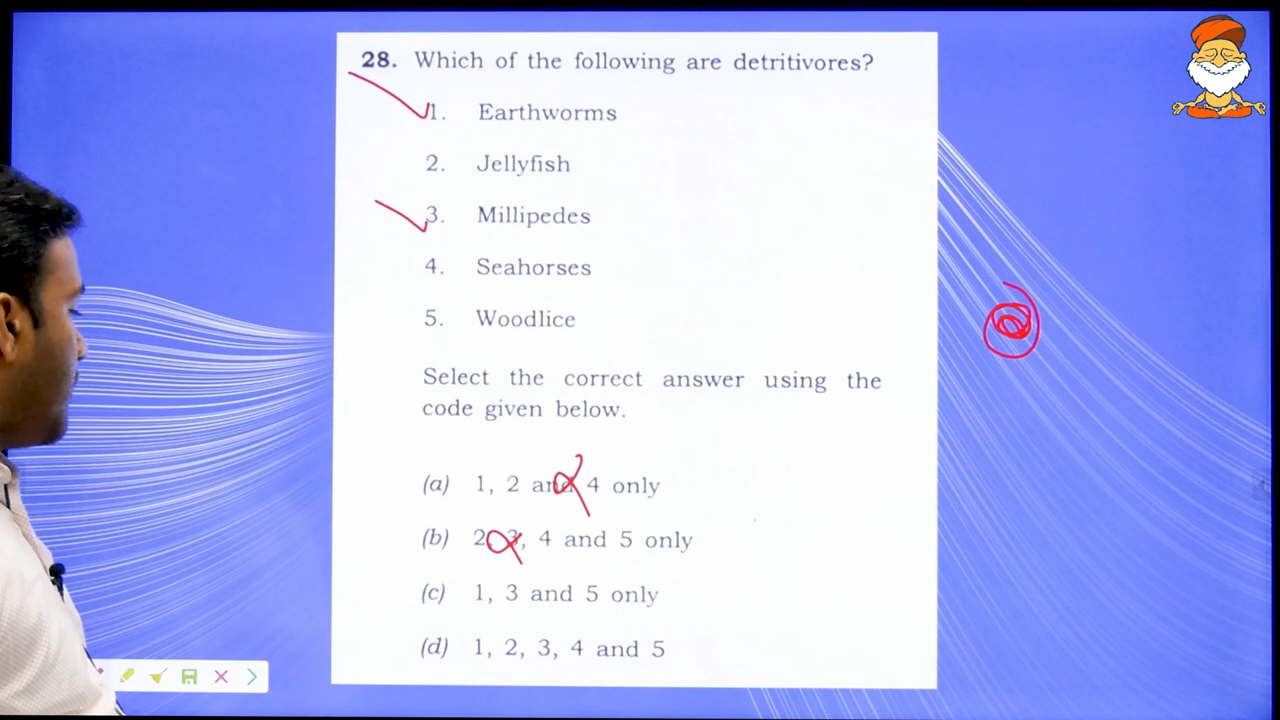 28. Which of the following are detritivores?
1. Earthworms
2. Jellyfish
3. Millipedes
4. Seahorses
5. Woodlice
Select the correct answer using the
code given below.
(a) 1, 2 and 4 only
(b) 2, 3, 4 and 5 only
(c) 1, 3 and 5 only
(d) 1, 2, 3, 4 and 5